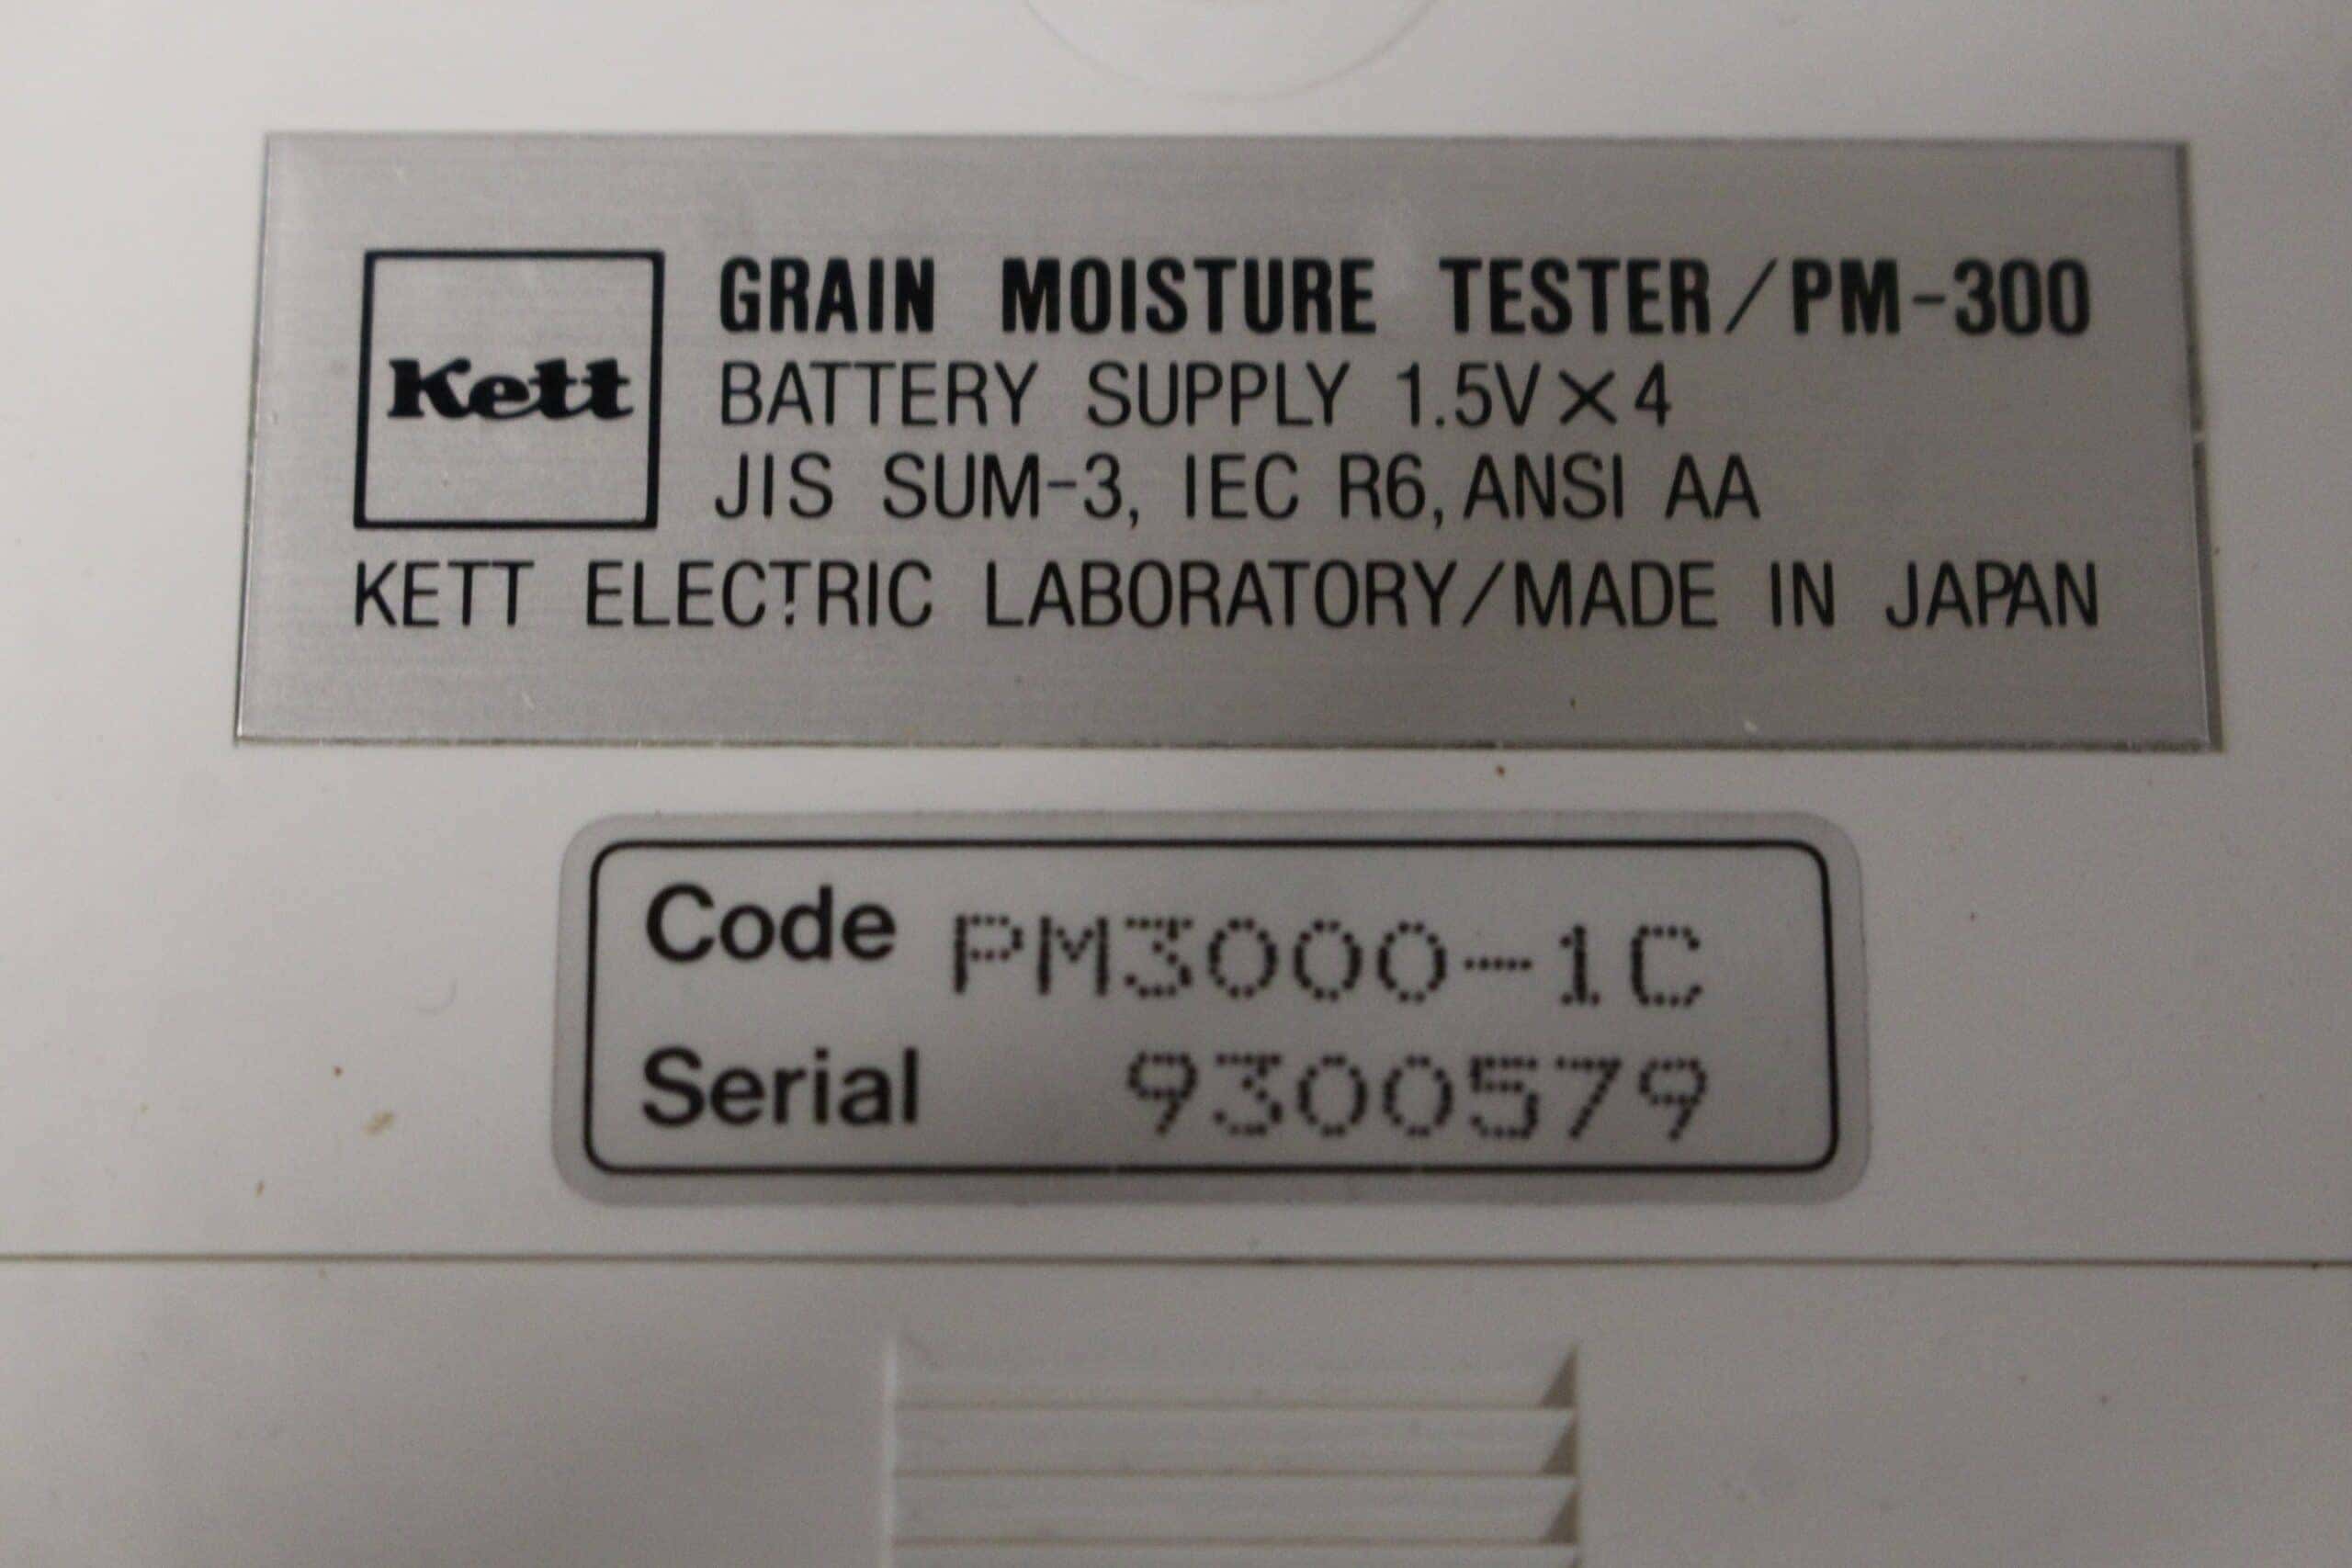 Kett
GRAIN MOISTURE TESTER/PM-300
BATTERY SUPPLY 1.5V×4
JIS SUM-3, IEC R6, ANSI AA
KETT ELECTRIC LABORATORY/MADE IN JAPAN
Code PM3000-1C
Serial 9300579